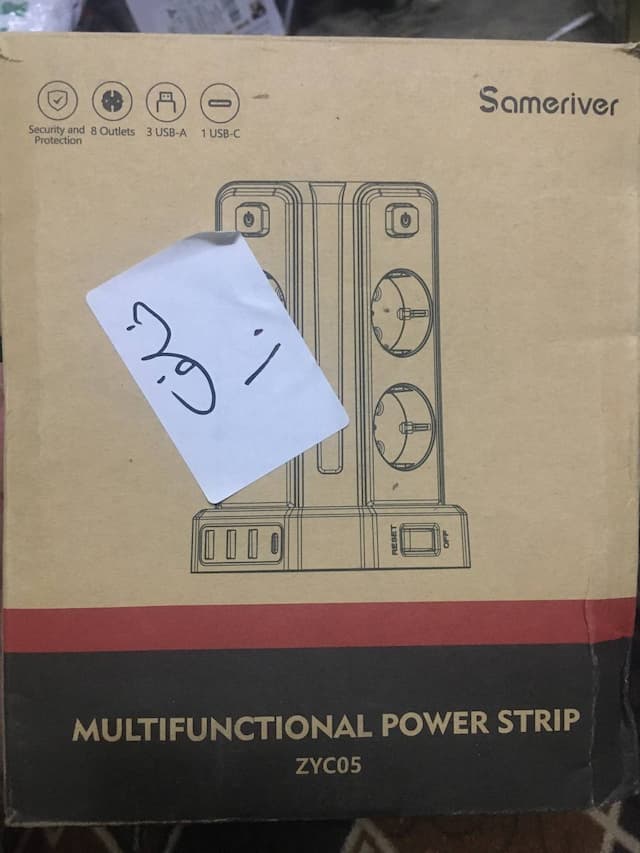 Sameriver
Security and
Protection
8 Outlets
3 USB-A
1 USB-C
RESET
OFF
MULTIFUNCTIONAL POWER STRIP
ZYC05